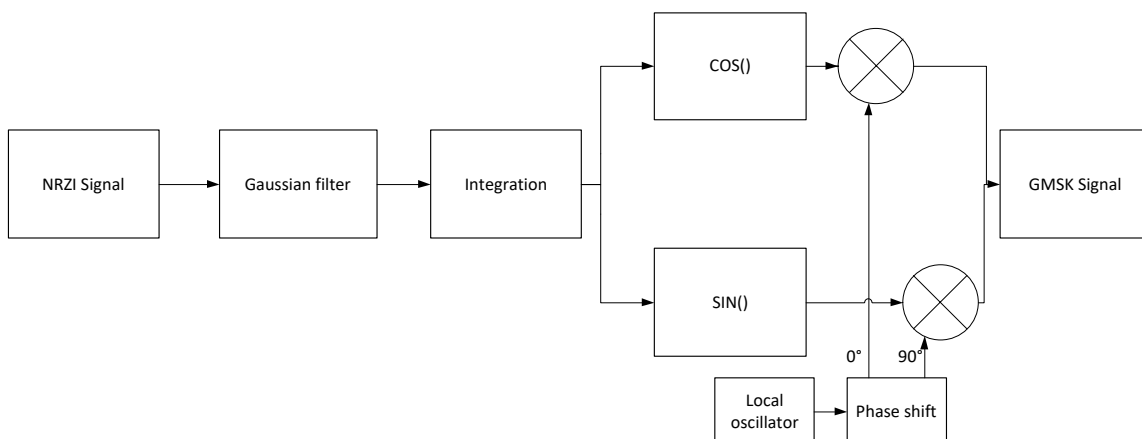 COS()
NRZI Signal
Gaussian filter
Integration
GMSK Signal
SIN()
0°
90°
Local
oscillator
Phase shift